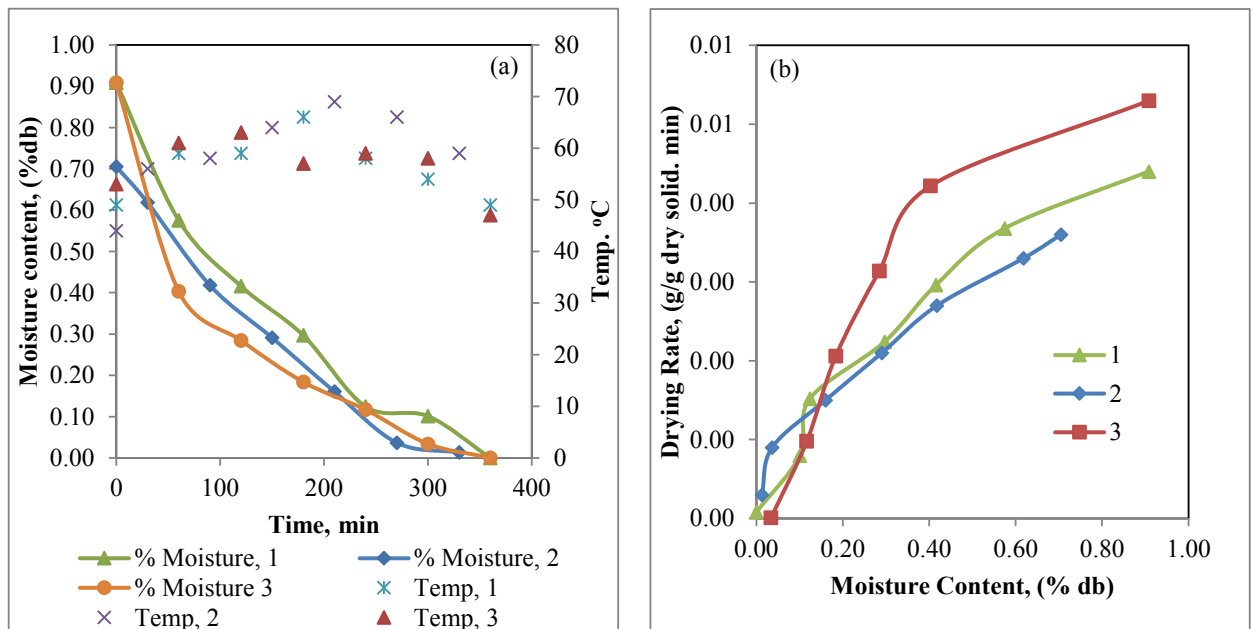 (a)
Moisture content, (%db)
1.00
0.90
0.80
0.70
0.60
0.50
0.40
0.30
0.20
0.10
0.00
80
70
60
50
40
30
20
10
0
Temp. °C
0 100 200 300 400
Time, min
% Moisture, 1 % Moisture, 2
% Moisture 3 Temp, 1
Temp, 2 Temp, 3
(b)
Drying Rate, (g/g dry solid. min)
0.01
0.01
0.00
0.00
0.00
0.00
0.00
1
2
3
0.00 0.20 0.40 0.60 0.80 1.00
Moisture Content, (% db)